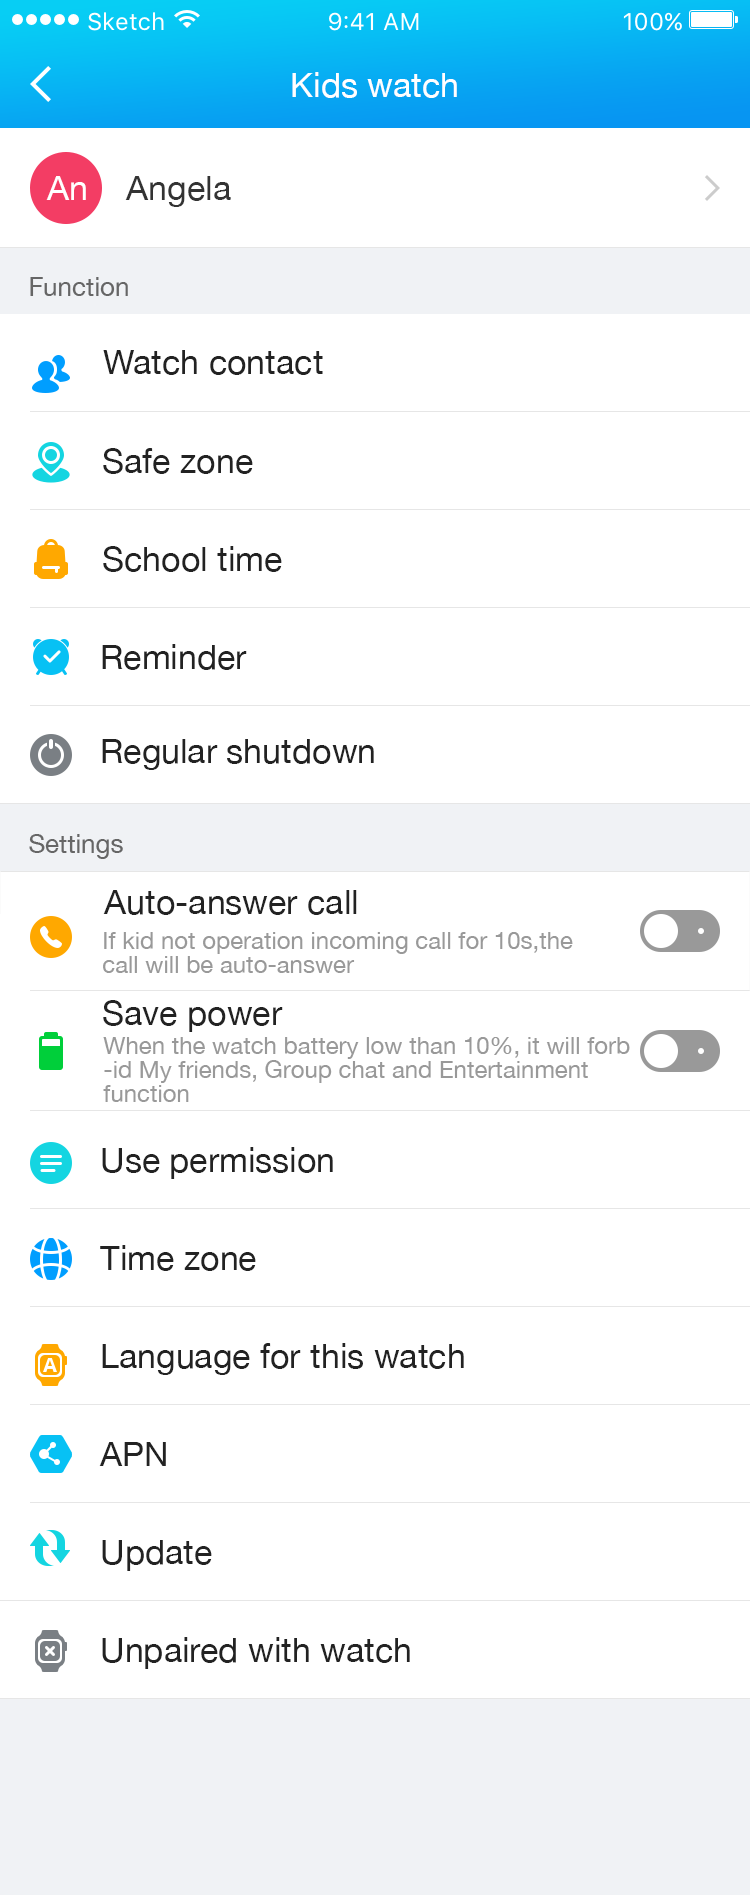 Sketch 9:41 AM 100%
Kids watch
An Angela
Function
Watch contact
Safe zone
School time
Reminder
Regular shutdown
Settings
Auto-answer call
If kid not operation incoming call for 10s,the
call will be auto-answer
Save power
When the watch battery low than 10%, it will forb
-id My friends, Group chat and Entertainment
function
Use permission
Time zone
A Language for this watch
APN
Update
Unpaired with watch